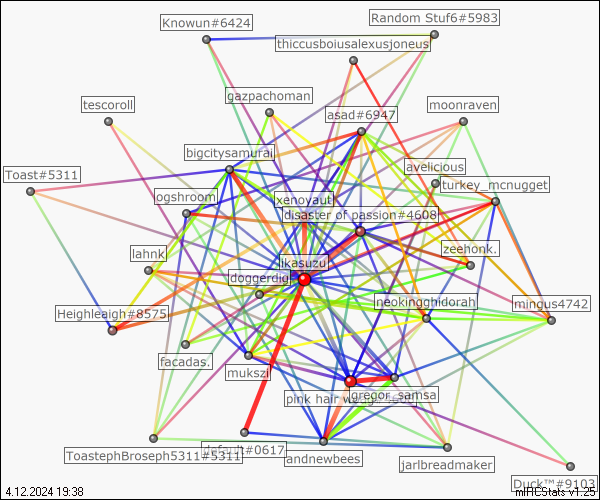 Knowun#6424
Random Stuf6#5983
thiccusboiusalexusjoneus
gazpachoman
tescoroll
asad#6947
moonraven
bigcitysamurai
avelicious
Toast#5311
turkey_mcnugget
ogshroom
xenoyaut
disaster of passion#4608
lahnk
zeehonk.
ikasuzu
doggerdig
neokingghidorah
mingus4742
Heighleaigh#8575
facadas.
mukszi
pink hair
gregor_samsa
default#0617
ToastephBroseph5311#5311
andnewbees
jarlbreadmaker
Duck™#9103
4.12.2024 19:38
mIRCStats v1.25